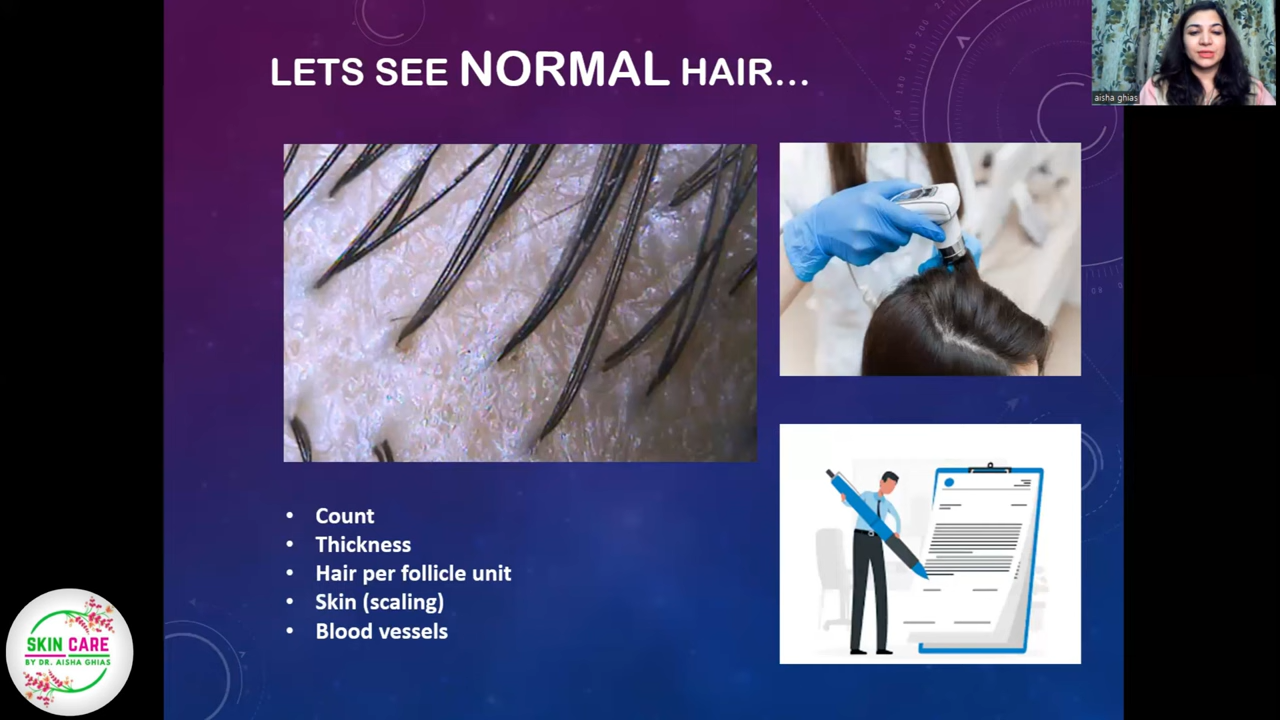 LETS SEE NORMAL HAIR...
aisha ghias
• Count
• Thickness
• Hair per follicle unit
• Skin (scaling)
• Blood vessels
SKIN CARE
BY DR. AISHA GHIAS